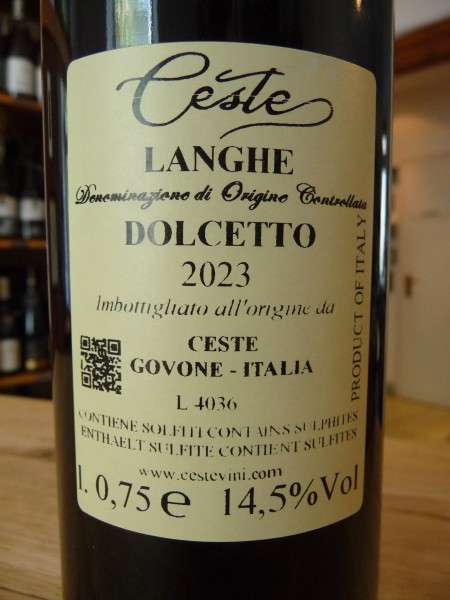 Ceste
LANGHE
Denominazione di Origine Controllata
DOLCETTO
2023
Imbottigliato all'origine da
CESTE
GOVONE - ITALIA
L 4036
CONTIENE SOLFITI CONTAINS SULPHITES
ENTHAELT SULFITE CONTIENT SULFITES
www.cestevini.com
l. 0,75 e 14,5%Vol
PRODUCT OF ITALY